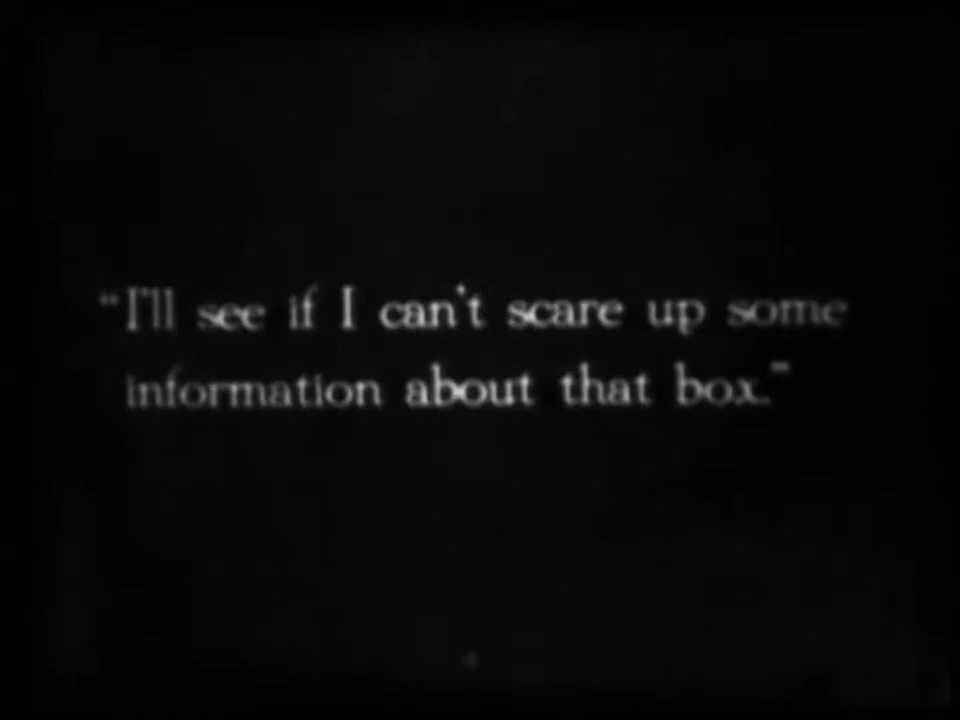 "I'll see if I can't scare up some
information about that box."